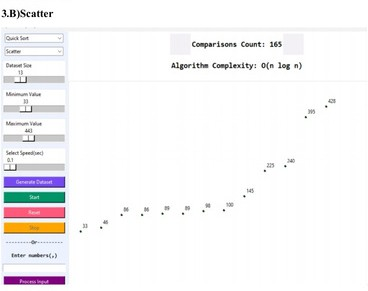 3.B)Scatter
Quick Sort
Scatter
Comparisons Count: 165
Algorithm Complexity: O(n log n)
Dataset Size
13
Minimum Value
33
Maximum Value
443
Select Speed(sec)
0.1
Generate Dataset
Start
Reset
Stop
--------Or--------
Enter numbers(,)
Process Input
33
46
86
86
89
89
98
100
145
225
240
395
428